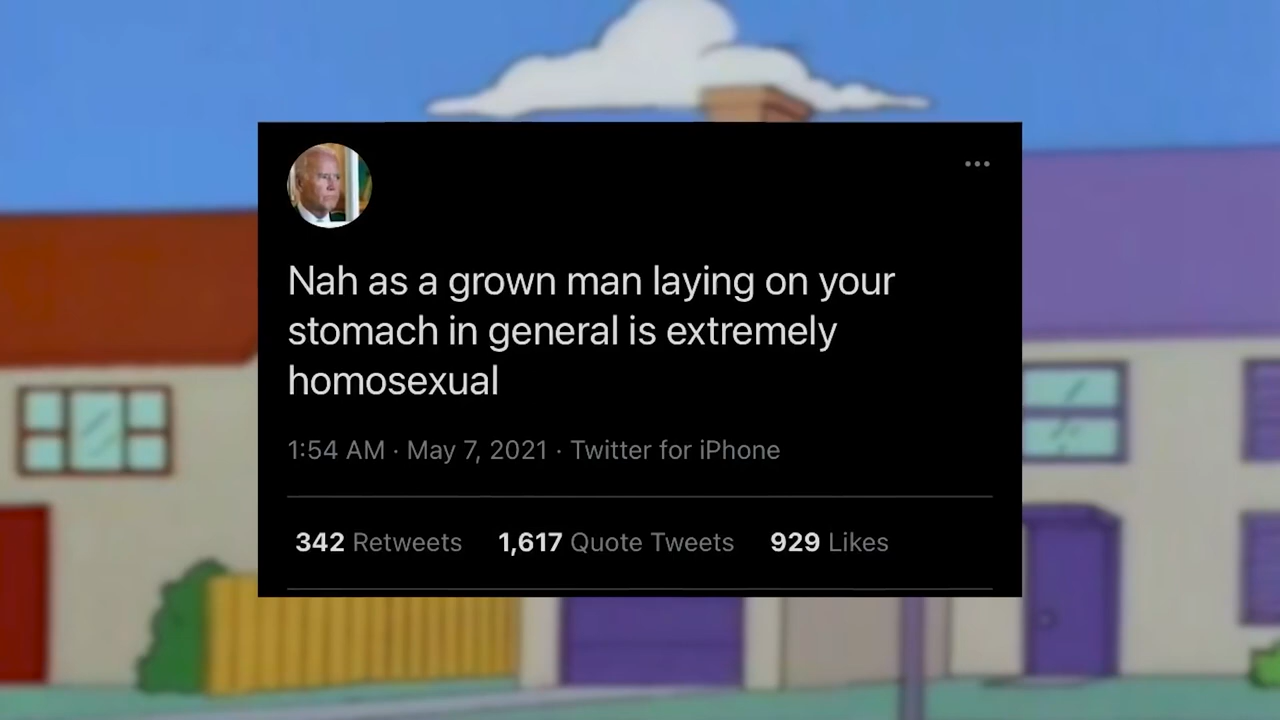 Nah as a grown man laying on your
stomach in general is extremely
homosexual
1:54 AM · May 7, 2021 · Twitter for iPhone
342 Retweets 1,617 Quote Tweets 929 Likes